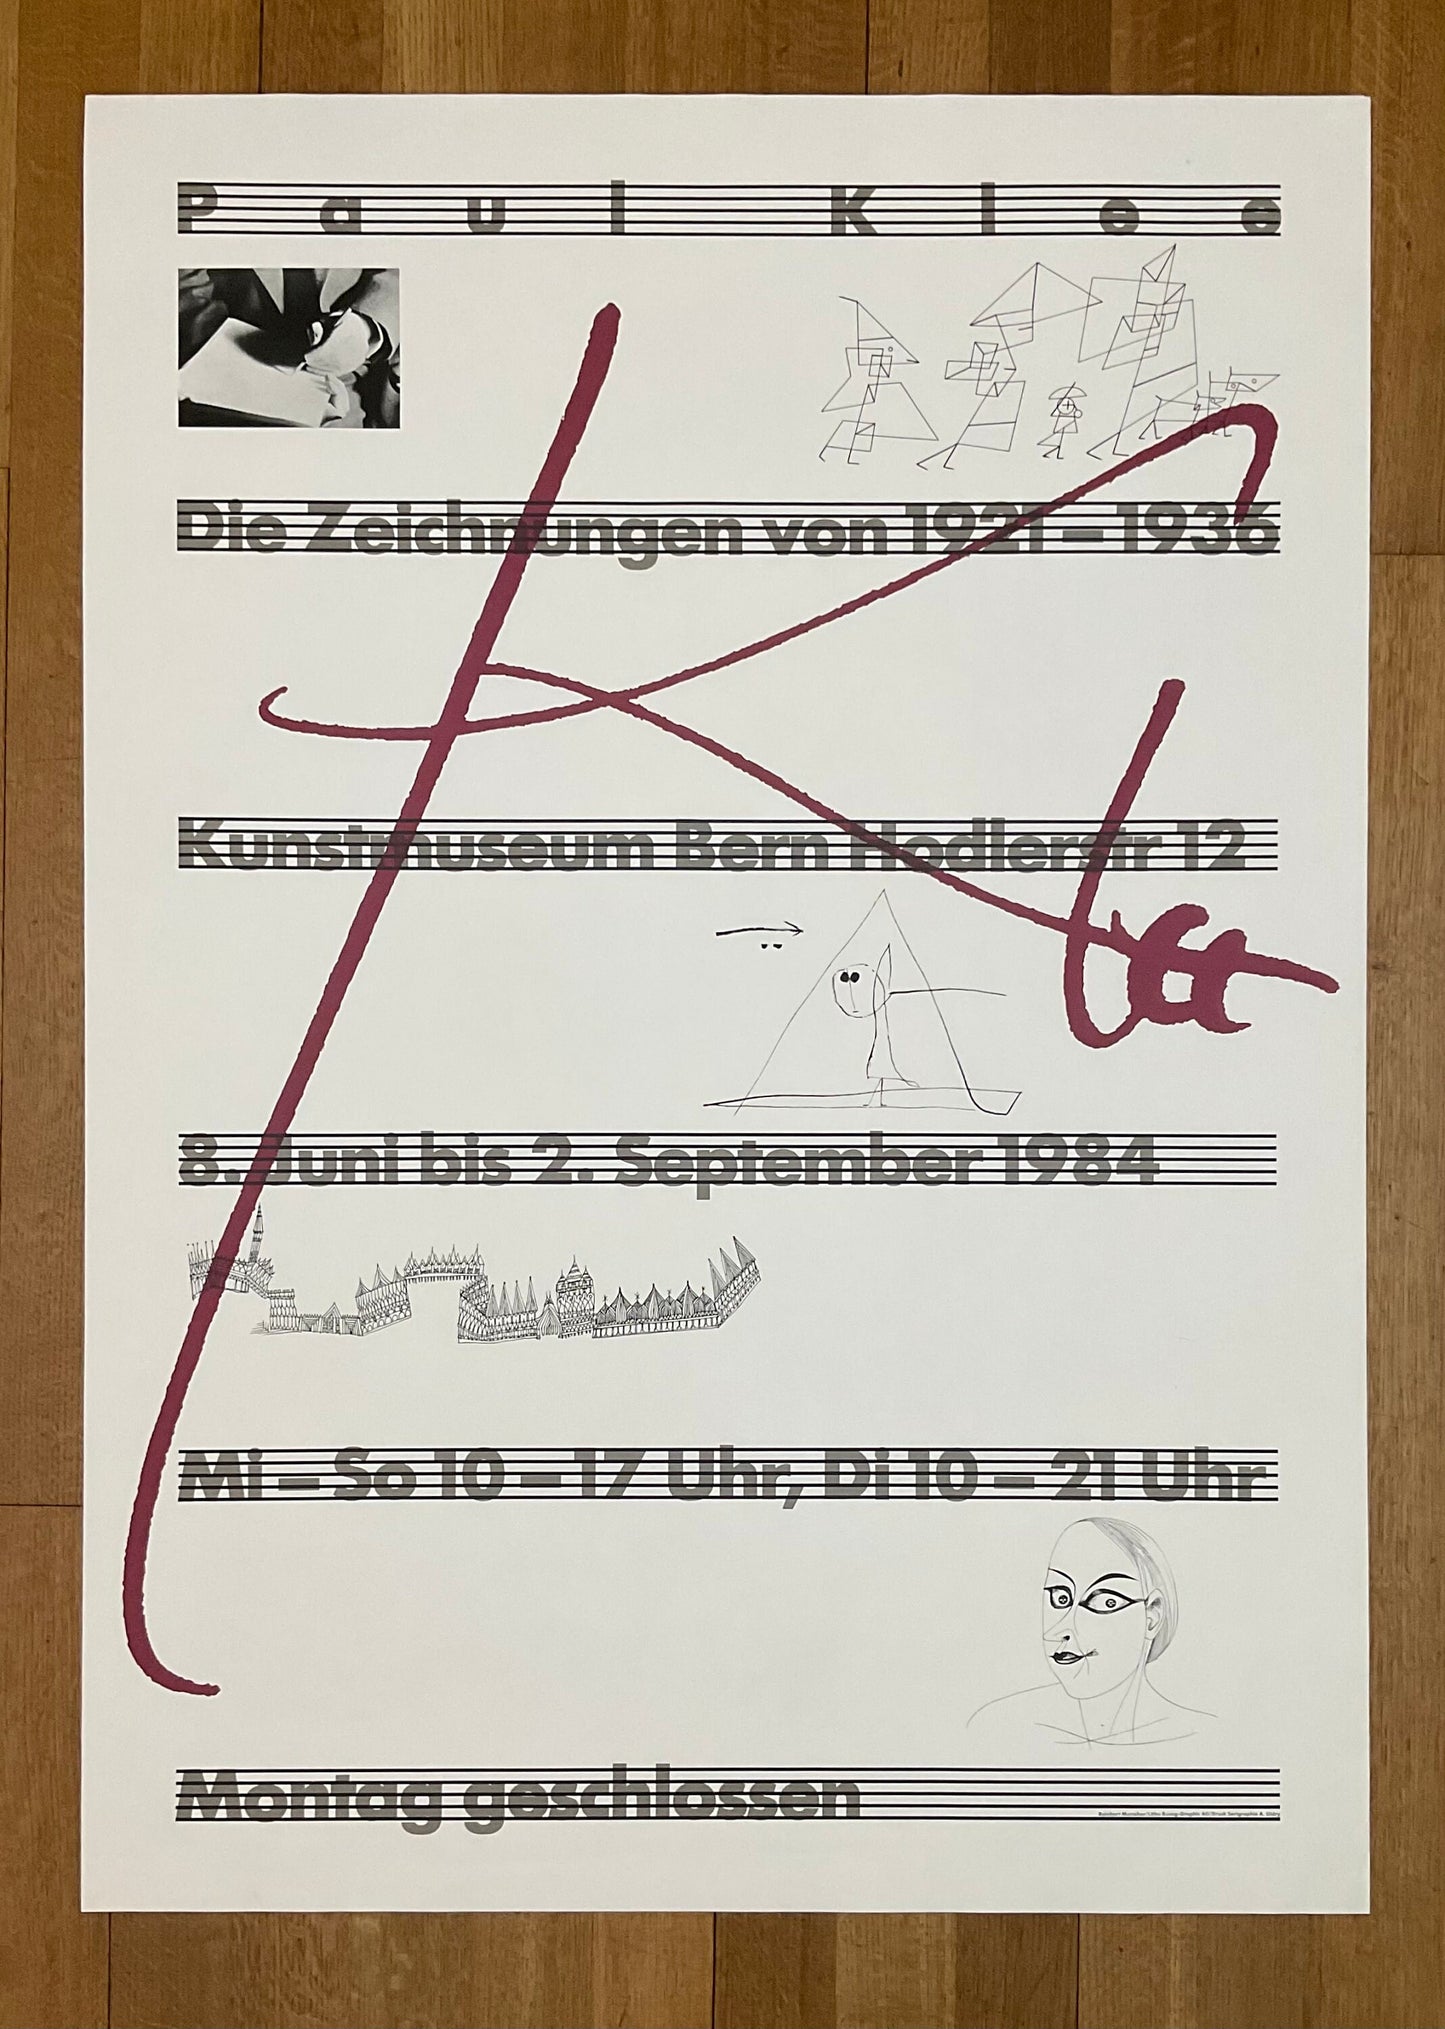 Paul Klee
Die Zeichnungen von 1921 – 1936
Klee
Kunstmuseum Bern Hodlerstr 12
8. Juni bis 2. September 1984
Mi – So 10 – 17 Uhr, Di 10 – 21 Uhr
Montag geschlossen